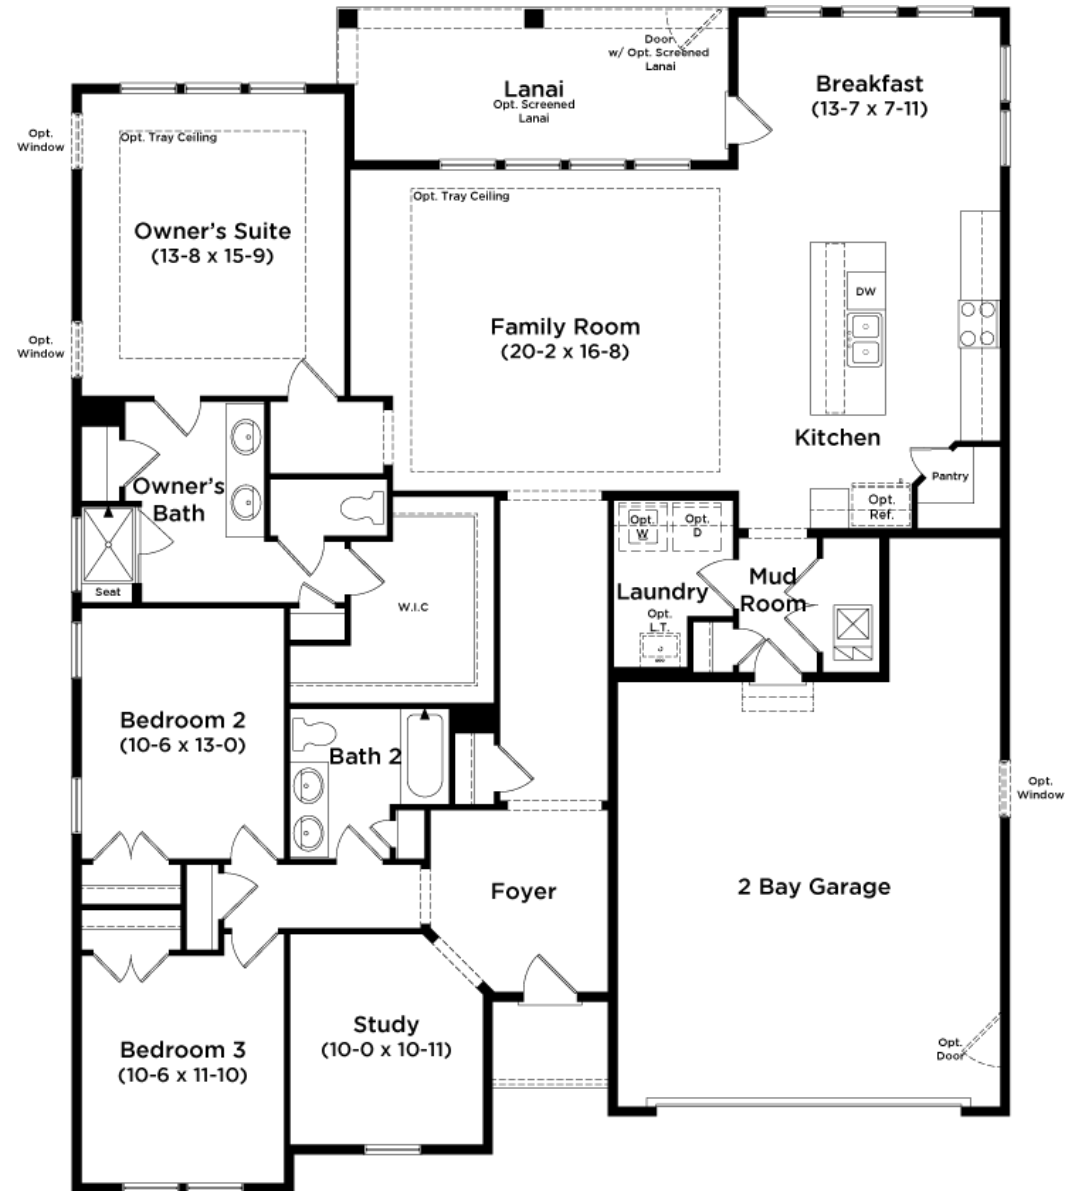 Door
w/ Opt. Screened
Lanai
Lanai
Opt. Screened
Lanai
Breakfast
(13-7 x 7-11)
Opt.
Window
Opt. Tray Ceiling
Owner's Suite
(13-8 x 15-9)
Opt. Tray Ceiling
DW
Family Room
(20-2 x 16-8)
Opt.
Window
Kitchen
Pantry
Owner's
Bath
Opt.
Ref.
Opt.
W
Opt.
D
Seat
Laundry
Mud
Room
W.I.C
Opt.
L.T.
Bedroom 2
(10-6 x 13-0)
Bath 2
Opt.
Window
Foyer
2 Bay Garage
Study
(10-0 x 10-11)
Bedroom 3
(10-6 x 11-10)
Opt.
Door